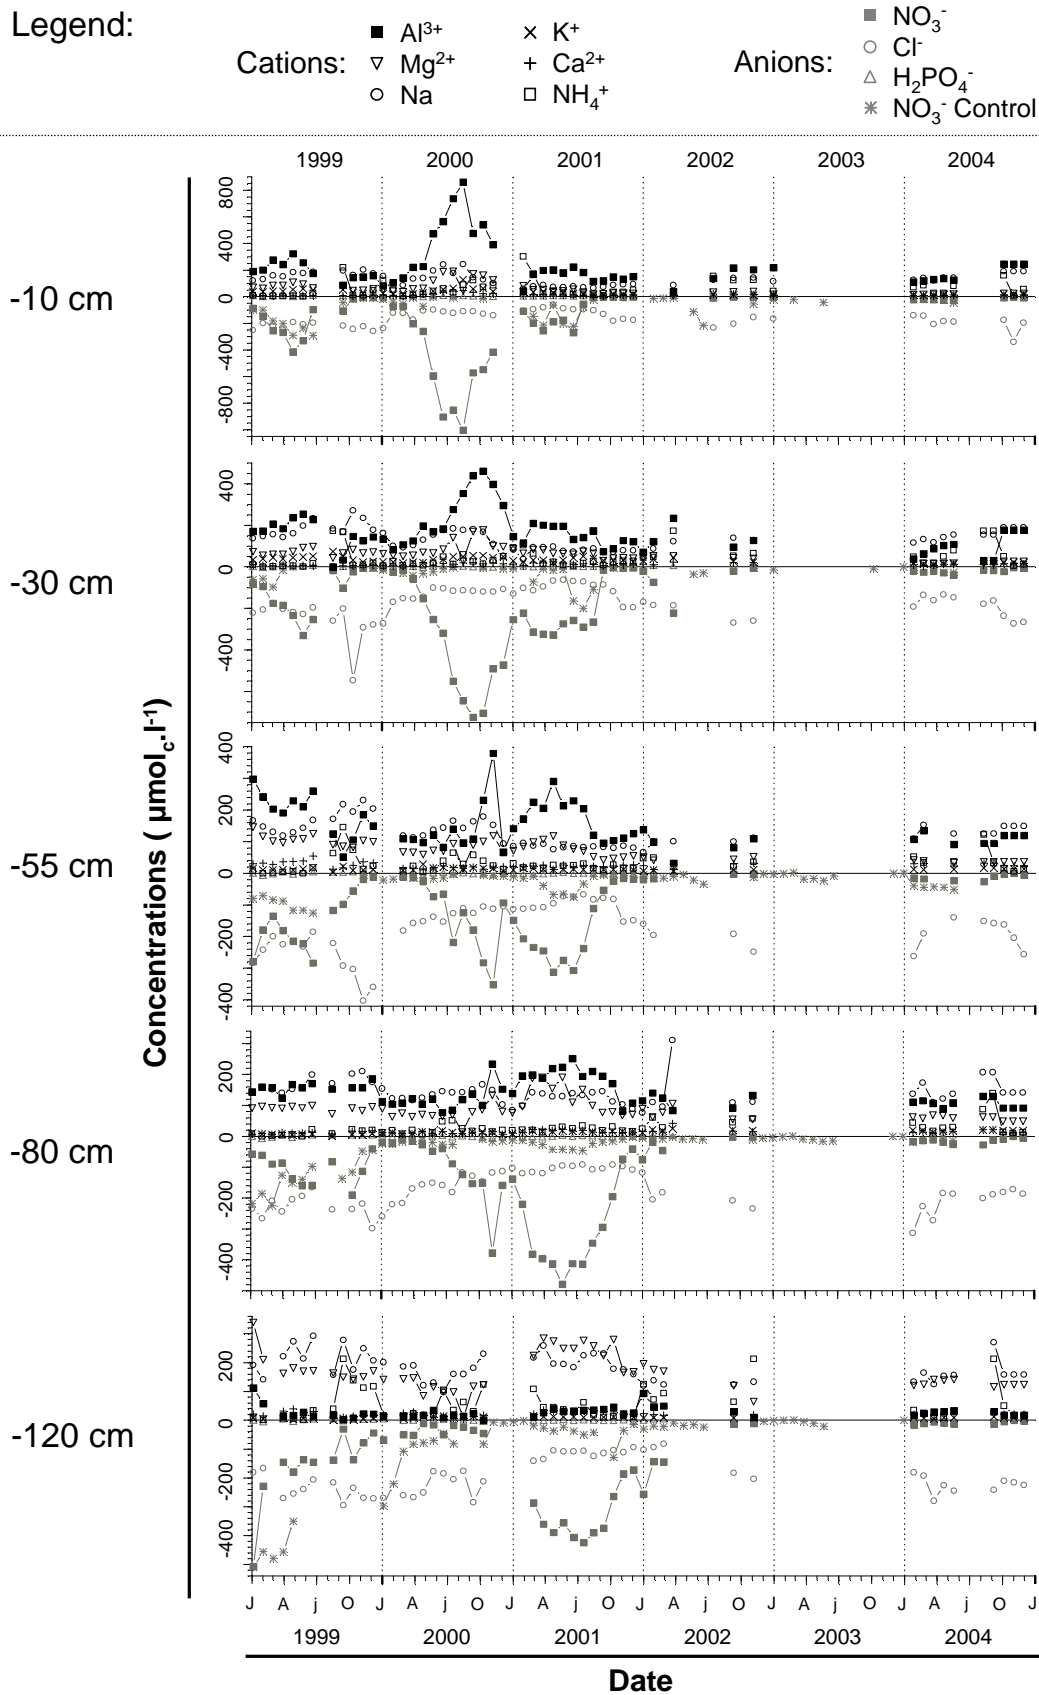 Legend:
Cations:
Al³⁺
Mg²⁺
Na
K⁺
Ca²⁺
NH₄⁺
Anions:
NO₃⁻
Cl⁻
H₂PO₄⁻
NO₃⁻ Control
1999 2000 2001 2002 2003 2004
Concentrations ( µmol_c.l⁻¹)
-10 cm
800
400
0
-400
-800
-30 cm
400
0
-400
-55 cm
400
200
0
-200
-400
-80 cm
200
0
-200
-400
-120 cm
200
0
-200
-400
J A j O J A j O J A j O J A j O J A j O J A j O J
1999 2000 2001 2002 2003 2004
Date